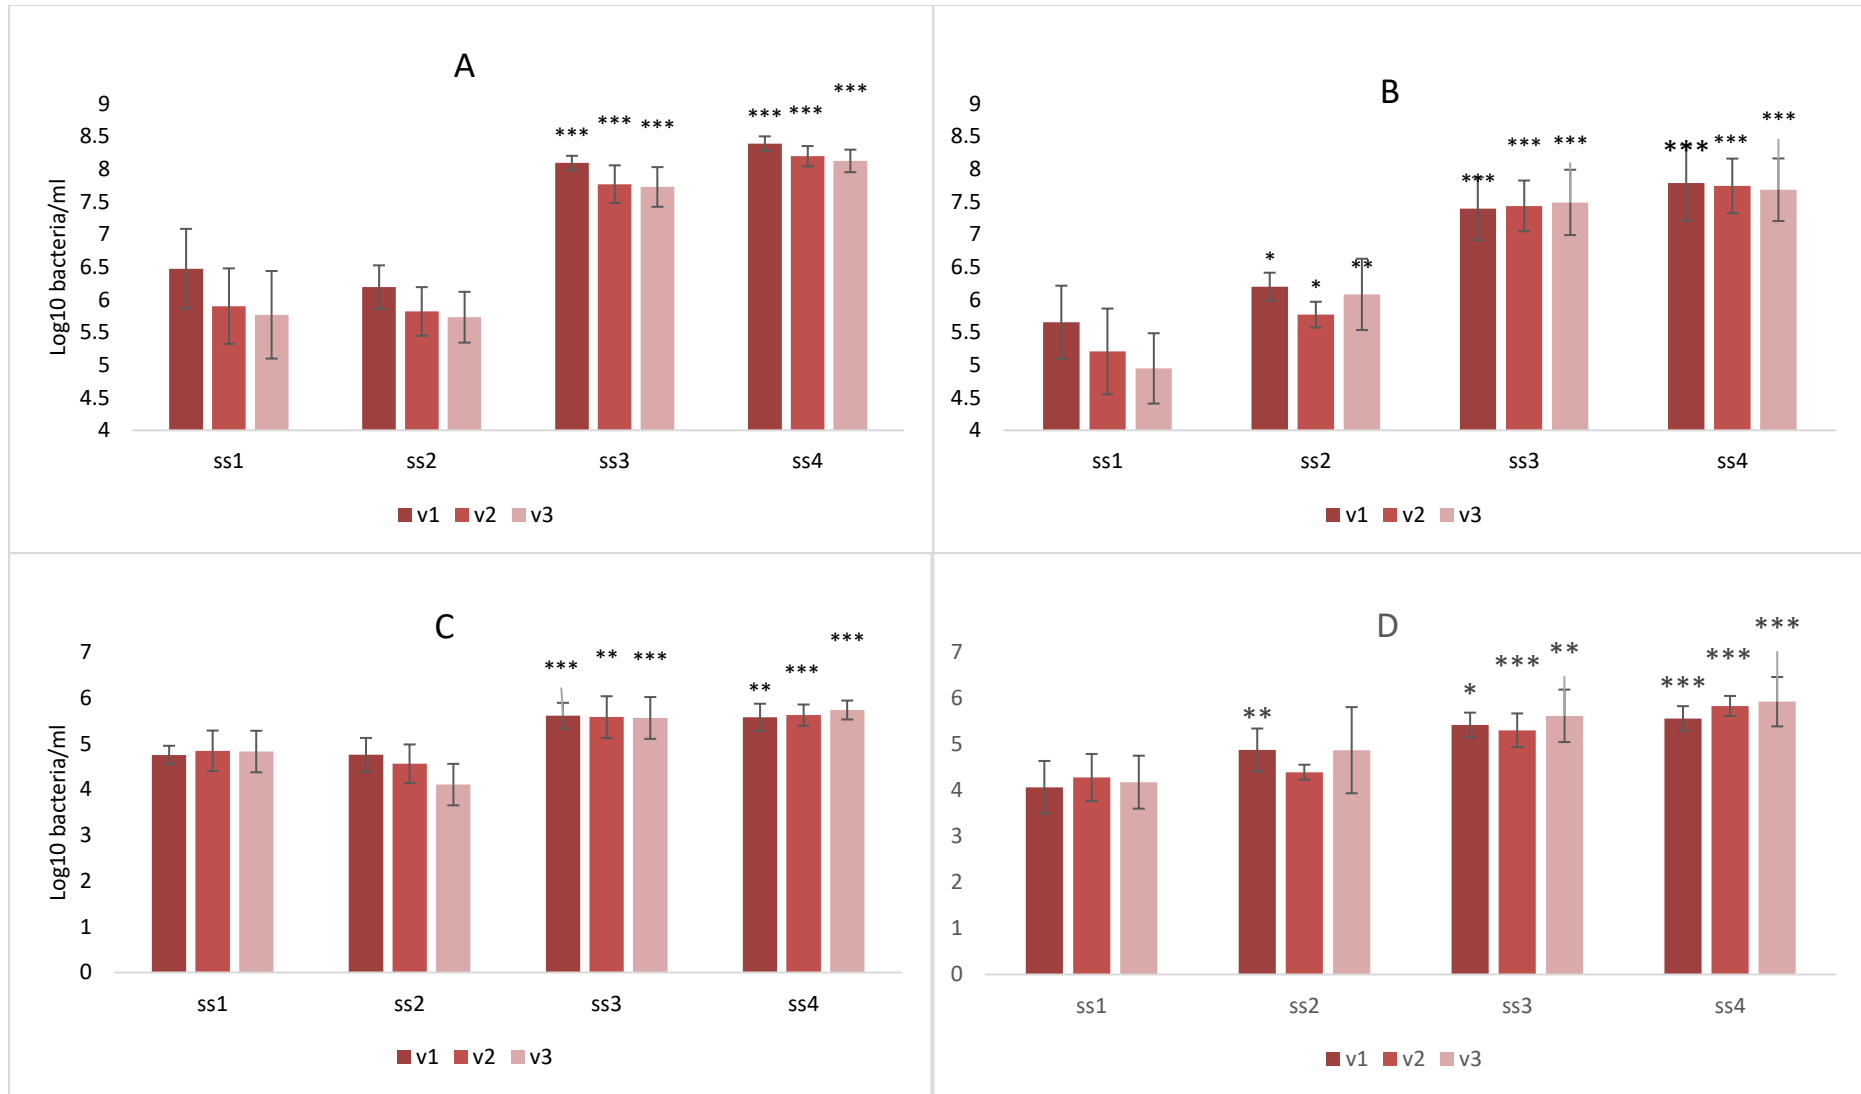 A
9
8.5
8
7.5
7
6.5
6
5.5
5
4.5
4
Log10 bacteria/ml
*** *** *** *** *** ***
ss1 ss2 ss3 ss4
v1 v2 v3
B
9
8.5
8
7.5
7
6.5
6
5.5
5
4.5
4
* * ** *** *** *** *** *** ***
ss1 ss2 ss3 ss4
v1 v2 v3
C
7
6
5
4
3
2
1
0
Log10 bacteria/ml
*** ** *** ** *** ***
ss1 ss2 ss3 ss4
v1 v2 v3
D
7
6
5
4
3
2
1
0
** * *** ** *** *** ***
ss1 ss2 ss3 ss4
v1 v2 v3